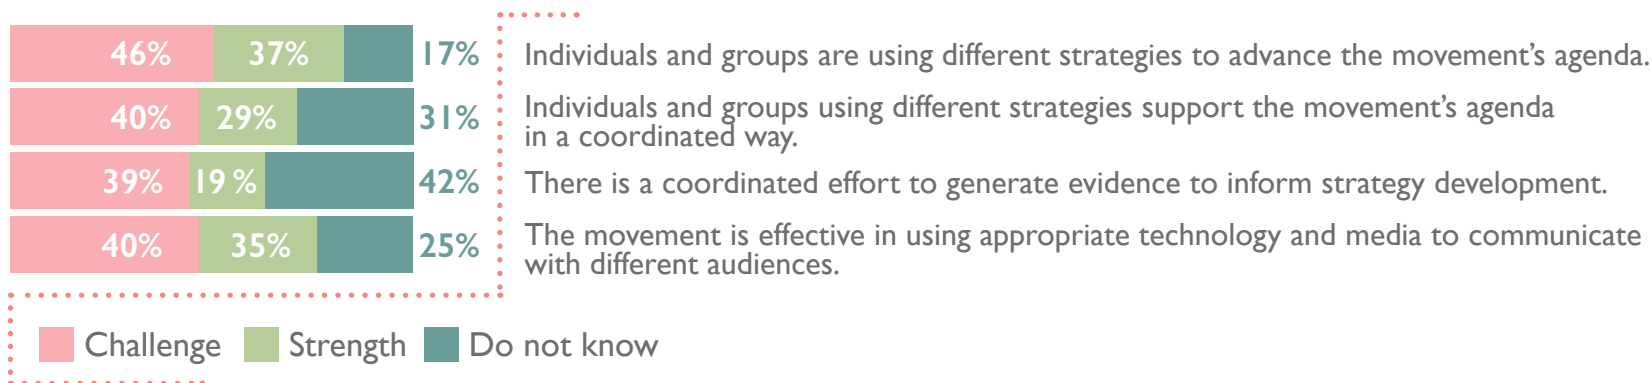 46% 37% 17% Individuals and groups are using different strategies to advance the movement’s agenda.
40% 29% 31% Individuals and groups using different strategies support the movement’s agenda
in a coordinated way.
39% 19 % 42% There is a coordinated effort to generate evidence to inform strategy development.
40% 35% 25% The movement is effective in using appropriate technology and media to communicate
with different audiences.
Challenge Strength Do not know